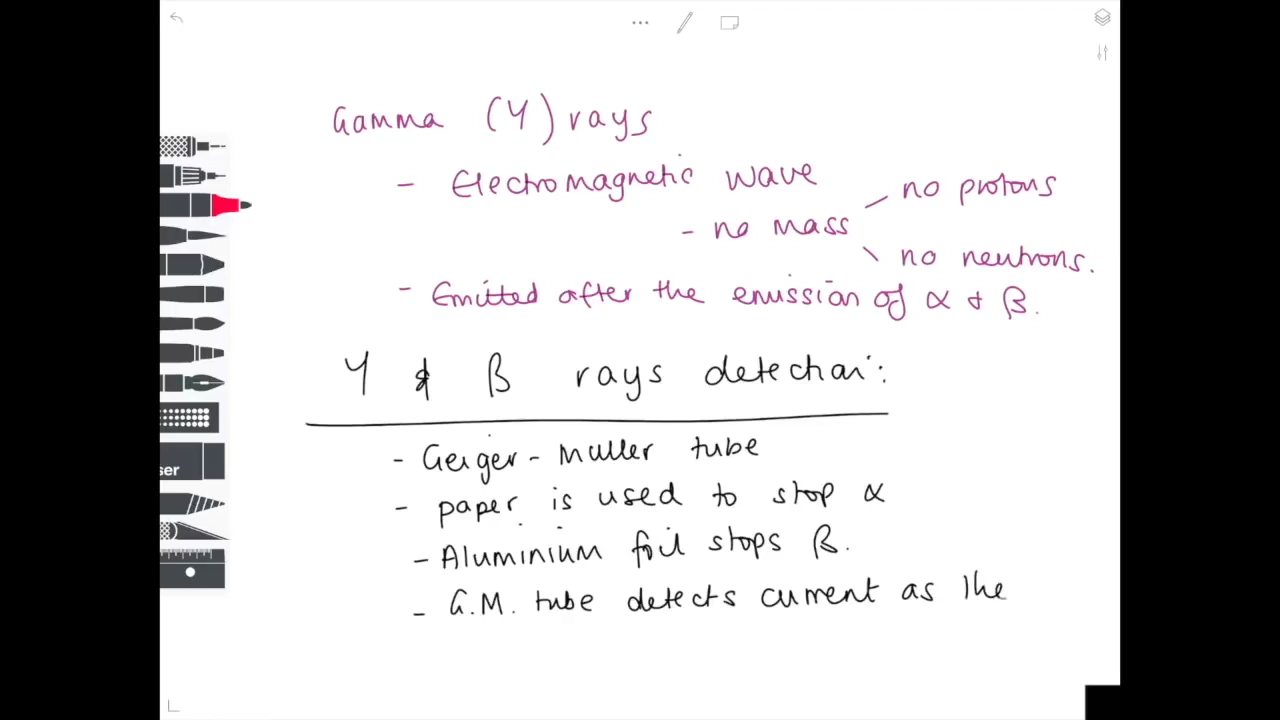 Gamma (γ) rays
- Electromagnetic wave
- no mass
no protons
no neutrons.
- Emitted after the emission of α & β.
γ & β rays detection:
- Geiger-Muller tube
- paper is used to stop α
- Aluminium foil stops β.
- G.M. tube detects current as the
ser